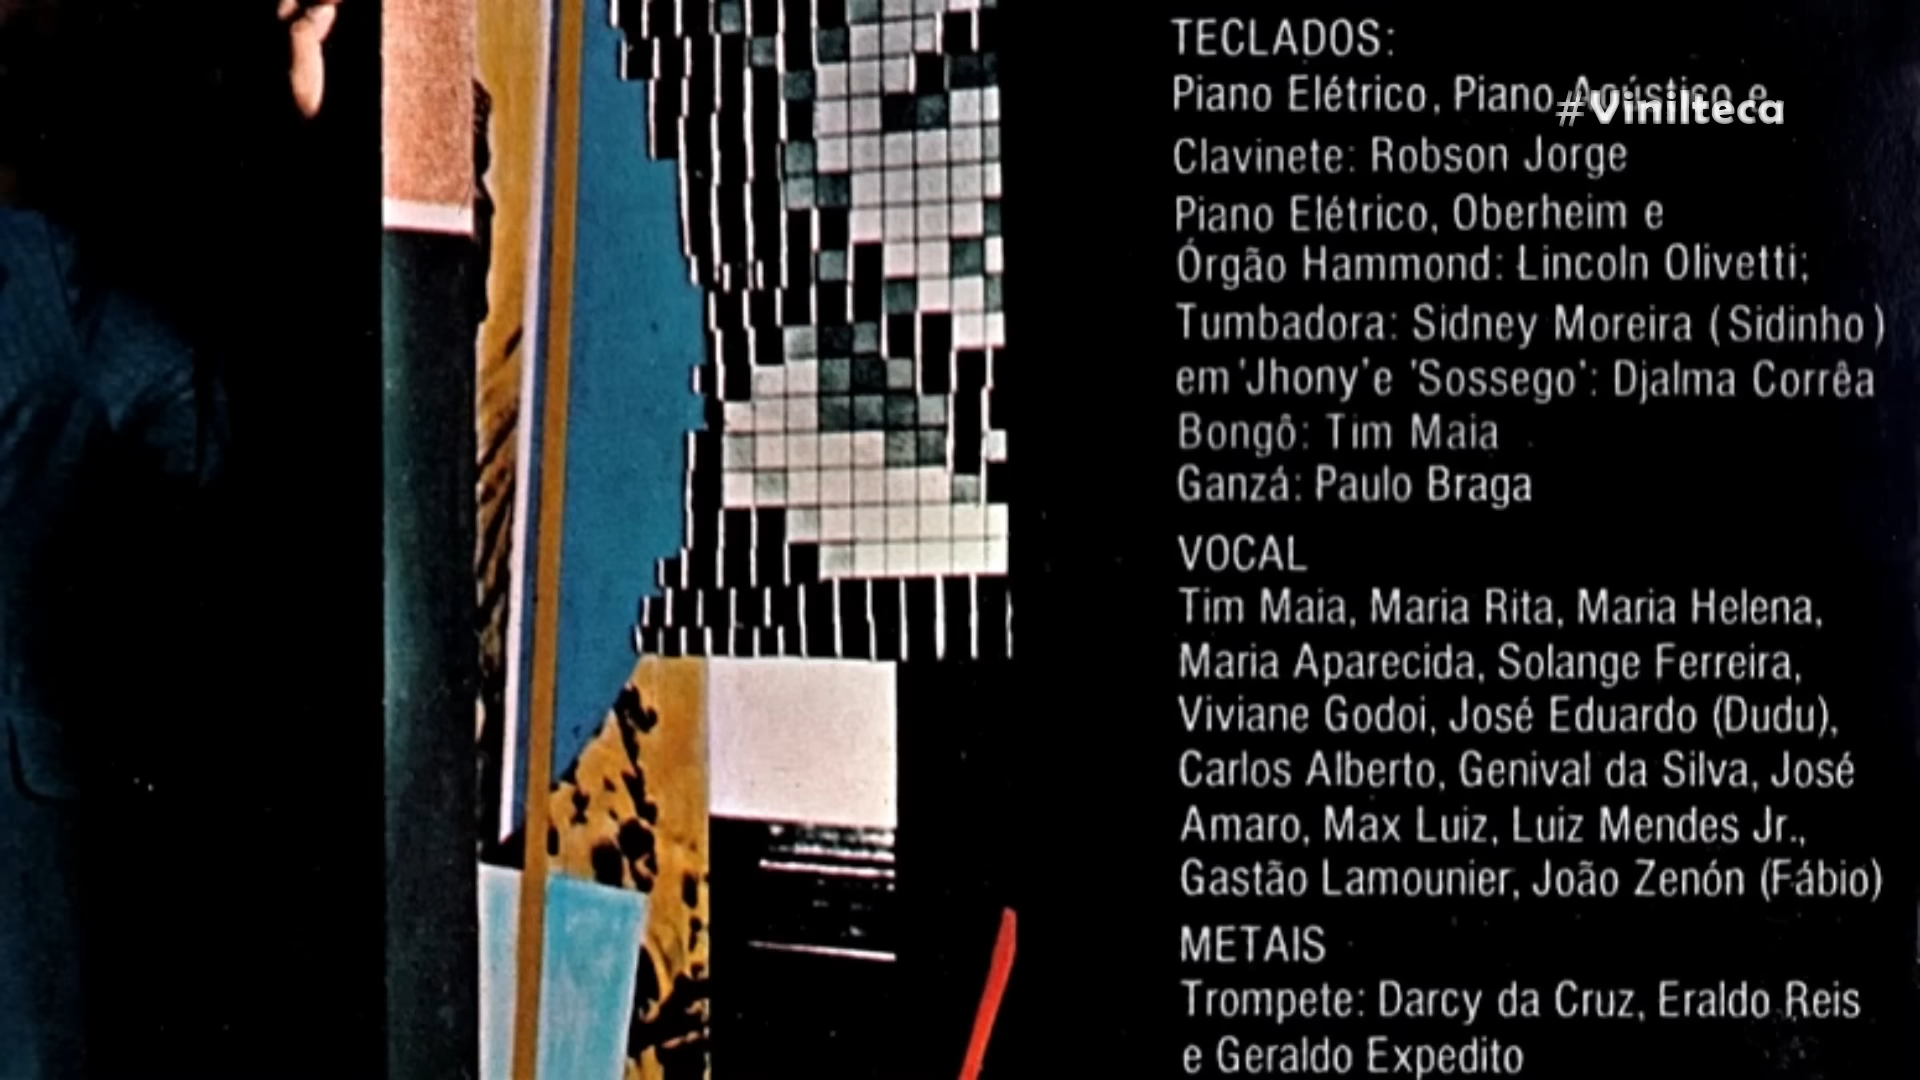 TECLADOS:
Piano Elétrico, Piano Acústico e
#Vinilteca
Clavinete: Robson Jorge
Piano Elétrico, Oberheim e
Órgão Hammond: Lincoln Olivetti;
Tumbadora: Sidney Moreira (Sidinho)
em 'Jhony' e 'Sossego': Djalma Corrêa
Bongô: Tim Maia
Ganzá: Paulo Braga
VOCAL
Tim Maia, Maria Rita, Maria Helena,
Maria Aparecida, Solange Ferreira,
Viviane Godoi, José Eduardo (Dudu),
Carlos Alberto, Genival da Silva, José
Amaro, Max Luiz, Luiz Mendes Jr.,
Gastão Lamounier, João Zenón (Fábio)
METAIS
Trompete: Darcy da Cruz, Eraldo Reis
e Geraldo Expedito